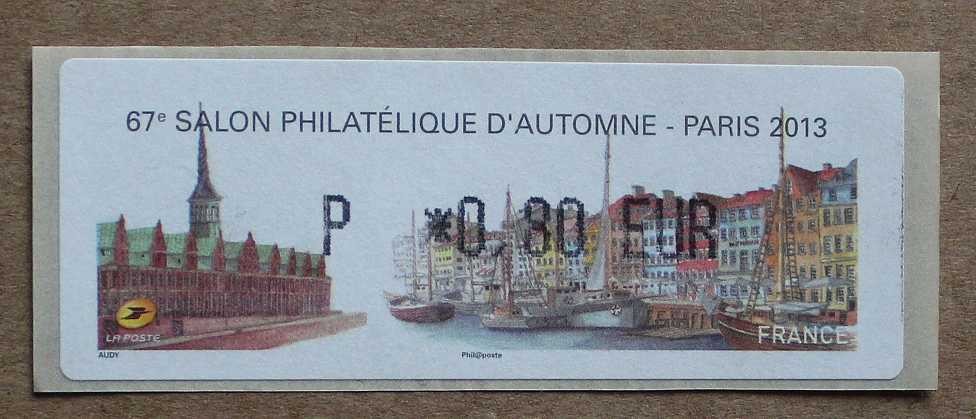 67e SALON PHILATÉLIQUE D'AUTOMNE - PARIS 2013
P *0.80 EUR
LA POSTE
FRANCE
AUDY Phil@poste